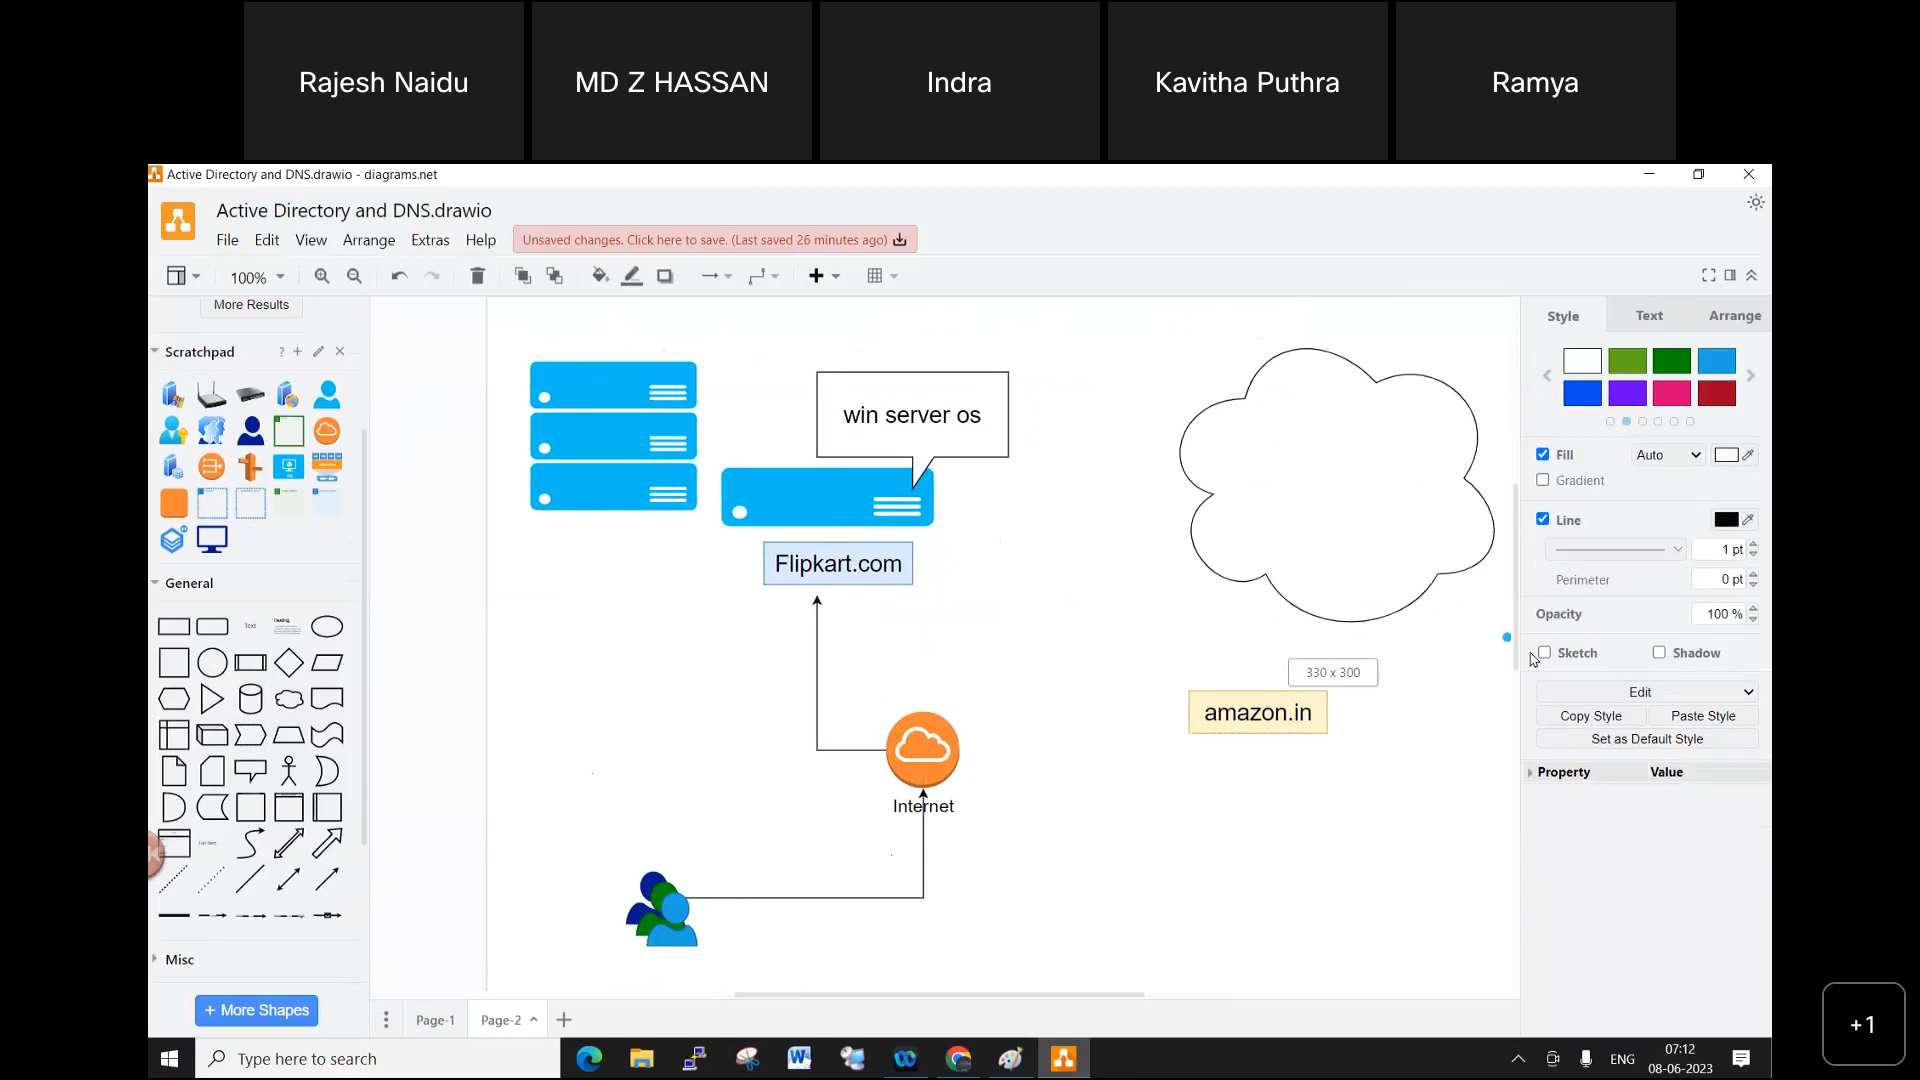 Rajesh Naidu
MD Z HASSAN
Indra
Kavitha Puthra
Ramya
Active Directory and DNS.drawio - diagrams.net
Active Directory and DNS.drawio
File Edit View Arrange Extras Help
Unsaved changes. Click here to save. (Last saved 26 minutes ago)
100%
More Results
Scratchpad
?
General
Text
Heading
List Item
Misc
+ More Shapes
win server os
Flipkart.com
Internet
330 x 300
amazon.in
Style Text Arrange
Fill Auto
Gradient
Line
1 pt
Perimeter 0 pt
Opacity 100 %
Sketch Shadow
Edit
Copy Style Paste Style
Set as Default Style
Property Value
Page-1 Page-2
+1
Type here to search
ENG
07:12
08-06-2023